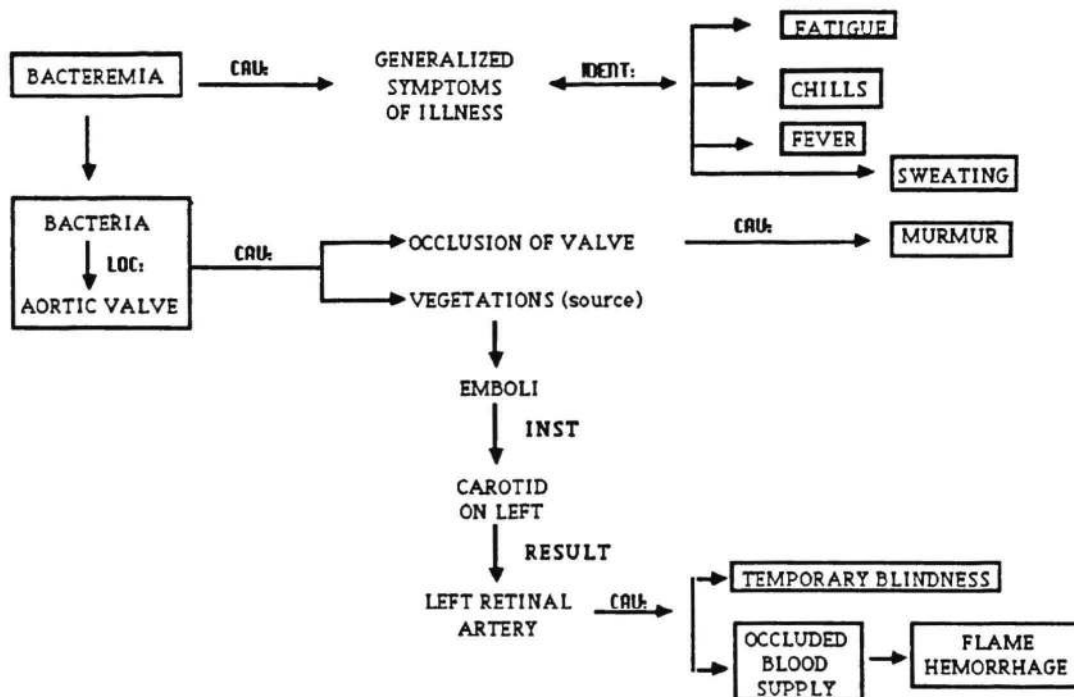 FATIGUE
BACTEREMIA
CAU:
GENERALIZED
SYMPTOMS
OF ILLNESS
IDENT:
CHILLS
FEVER
SWEATING
BACTERIA
LOC:
AORTIC VALVE
CAU:
OCCLUSION OF VALVE
CAU:
MURMUR
VEGETATIONS (source)
EMBOLI
INST
CAROTID
ON LEFT
RESULT
LEFT RETINAL
ARTERY
CAU:
TEMPORARY BLINDNESS
OCCLUDED
BLOOD
SUPPLY
FLAME
HEMORRHAGE